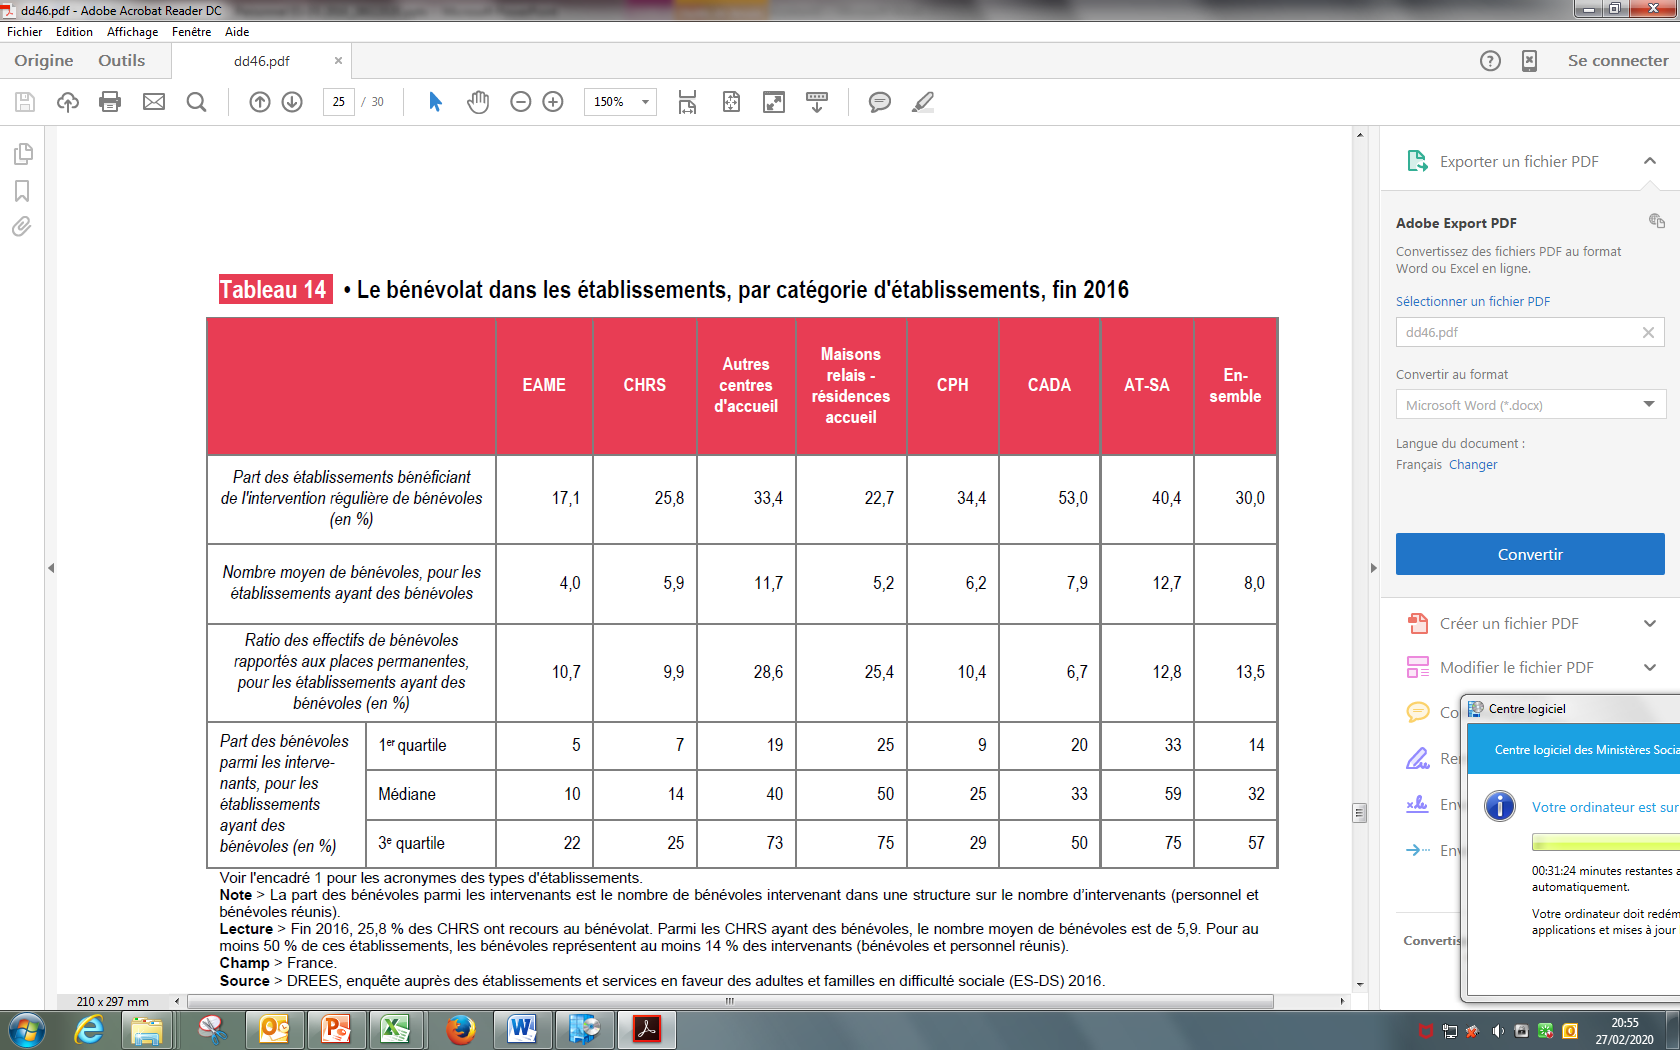 dd46.pdf - Adobe Acrobat Reader DC
Fichier Edition Affichage Fenêtre Aide
Origine Outils dd46.pdf × ? Se connecter
25 / 30 150%
Exporter un fichier PDF
Adobe Export PDF
Convertissez des fichiers PDF au format
Word ou Excel en ligne.
Sélectionner un fichier PDF
dd46.pdf
Convertir au format
Microsoft Word (*.docx)
Langue du document :
Français Changer
Convertir
Créer un fichier PDF
Modifier le fichier PDF
Co
Re
En
En
Convertis
Tableau 14 • Le bénévolat dans les établissements, par catégorie d'établissements, fin 2016
EAME
CHRS
Autres
centres
d'accueil
Maisons
relais -
résidences
accueil
CPH
CADA
AT-SA
En-
semble
Part des établissements bénéficiant
de l'intervention régulière de bénévoles
(en %)
17,1 25,8 33,4 22,7 34,4 53,0 40,4 30,0
Nombre moyen de bénévoles, pour les
établissements ayant des bénévoles
4,0 5,9 11,7 5,2 6,2 7,9 12,7 8,0
Ratio des effectifs de bénévoles
rapportés aux places permanentes,
pour les établissements ayant des
bénévoles (en %)
10,7 9,9 28,6 25,4 10,4 6,7 12,8 13,5
Part des bénévoles
parmi les interve-
nants, pour les
établissements
ayant des
bénévoles (en %)
1er quartile 5 7 19 25 9 20 33 14
Médiane 10 14 40 50 25 33 59 32
3e quartile 22 25 73 75 29 50 75 57
Voir l'encadré 1 pour les acronymes des types d'établissements.
Note > La part des bénévoles parmi les intervenants est le nombre de bénévoles intervenant dans une structure sur le nombre d'intervenants (personnel et
bénévoles réunis).
Lecture > Fin 2016, 25,8 % des CHRS ont recours au bénévolat. Parmi les CHRS ayant des bénévoles, le nombre moyen de bénévoles est de 5,9. Pour au
moins 50 % de ces établissements, les bénévoles représentent au moins 14 % des intervenants (bénévoles et personnel réunis).
Champ > France.
Source > DREES, enquête auprès des établissements et services en faveur des adultes et familles en difficulté sociale (ES-DS) 2016.
210 x 297 mm
Centre logiciel
Centre logiciel des Ministères Socia
Votre ordinateur est sur
00:31:24 minutes restantes a
automatiquement.
Votre ordinateur doit redém
applications et mises à jour
20:55
27/02/2020